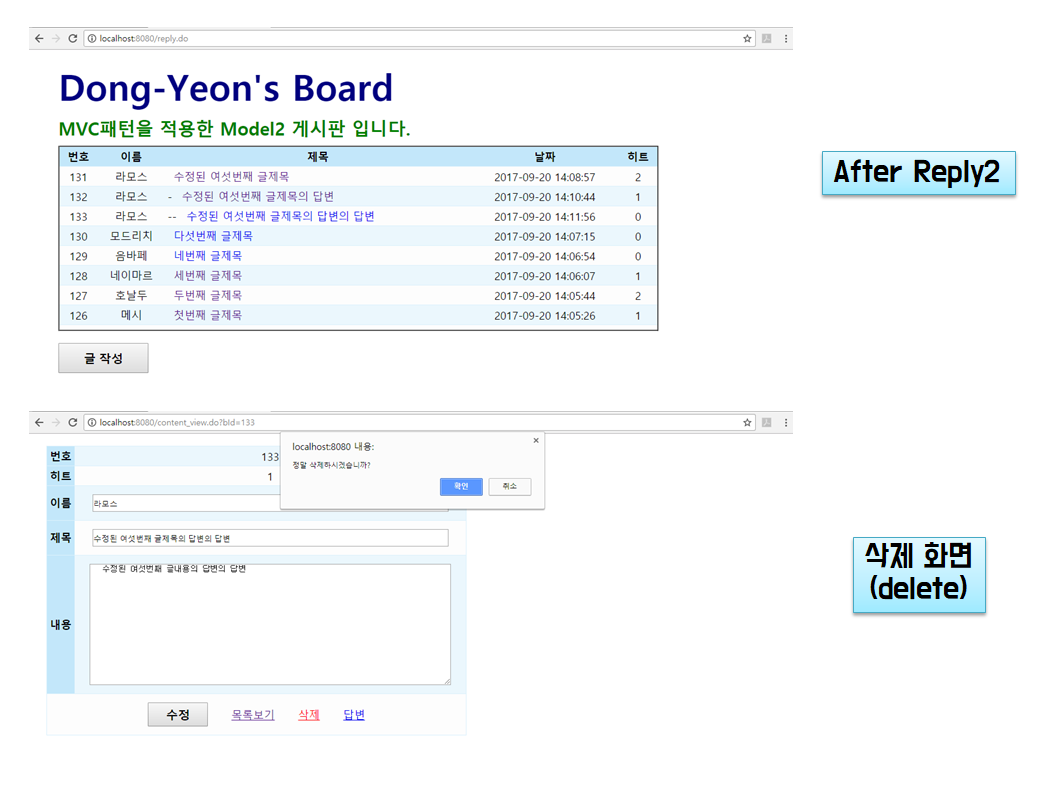 localhost:8080/reply.do
Dong-Yeon's Board
MVC패턴을 적용한 Model2 게시판 입니다.
번호 이름 제목 날짜 히트
131 라모스 수정된 여섯번째 글제목 2017-09-20 14:08:57 2
132 라모스 - 수정된 여섯번째 글제목의 답변 2017-09-20 14:10:44 1
133 라모스 -- 수정된 여섯번째 글제목의 답변의 답변 2017-09-20 14:11:56 0
130 모드리치 다섯번째 글제목 2017-09-20 14:07:15 0
129 음바페 네번째 글제목 2017-09-20 14:06:54 0
128 네이마르 세번째 글제목 2017-09-20 14:06:07 1
127 호날두 두번째 글제목 2017-09-20 14:05:44 2
126 메시 첫번째 글제목 2017-09-20 14:05:26 1
글 작성
After Reply2
localhost:8080/content_view.do?bId=133
localhost:8080 내용:
정말 삭제하시겠습니까?
확인 취소
번호 133
히트 1
이름 라모스
제목 수정된 여섯번째 글제목의 답변의 답변
내용 수정된 여섯번째 글내용의 답변의 답변
수정 목록보기 삭제 답변
삭제 화면
(delete)